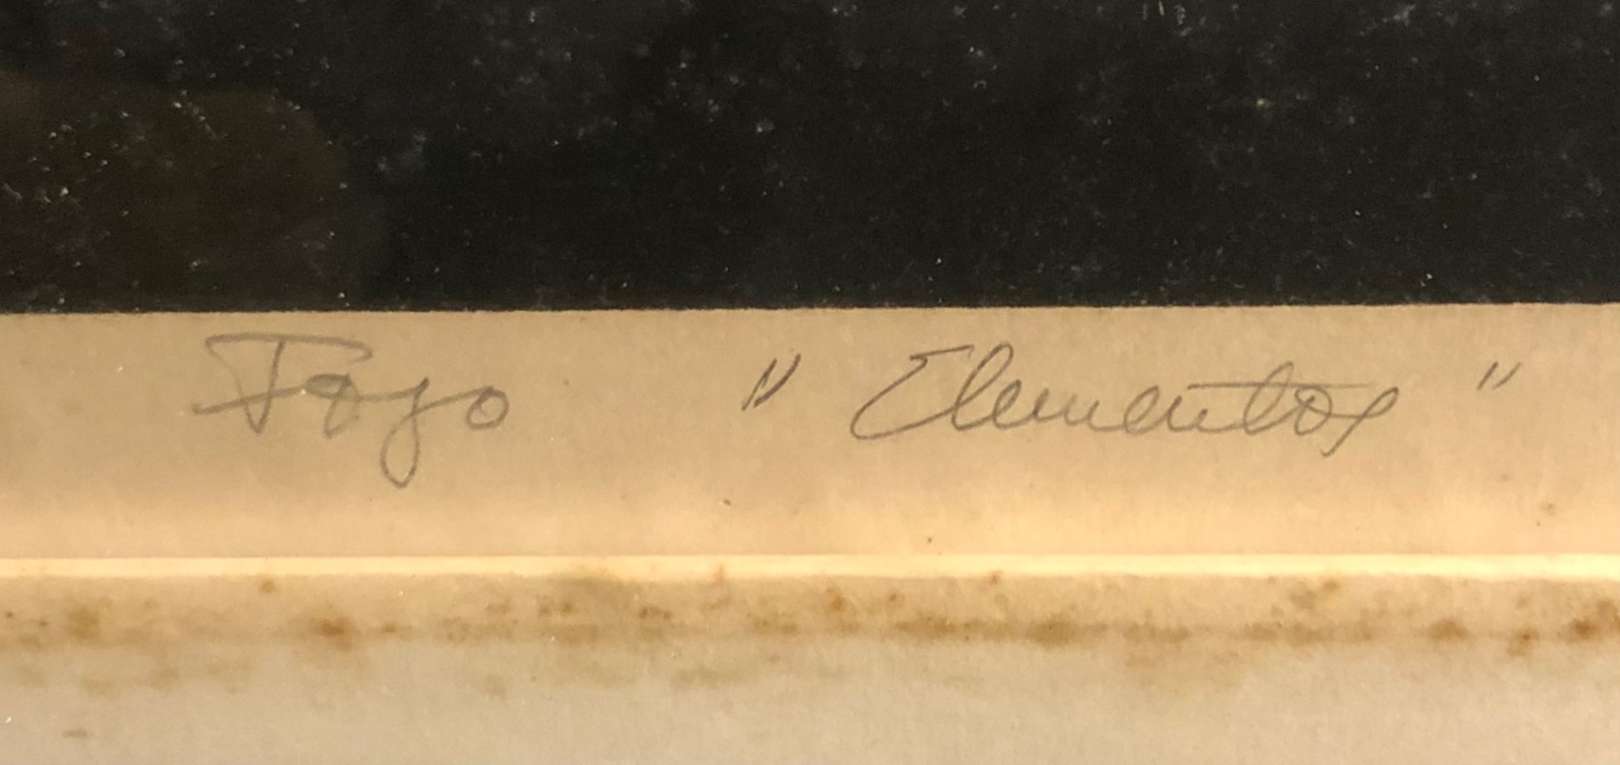 Fogo " Elementos "